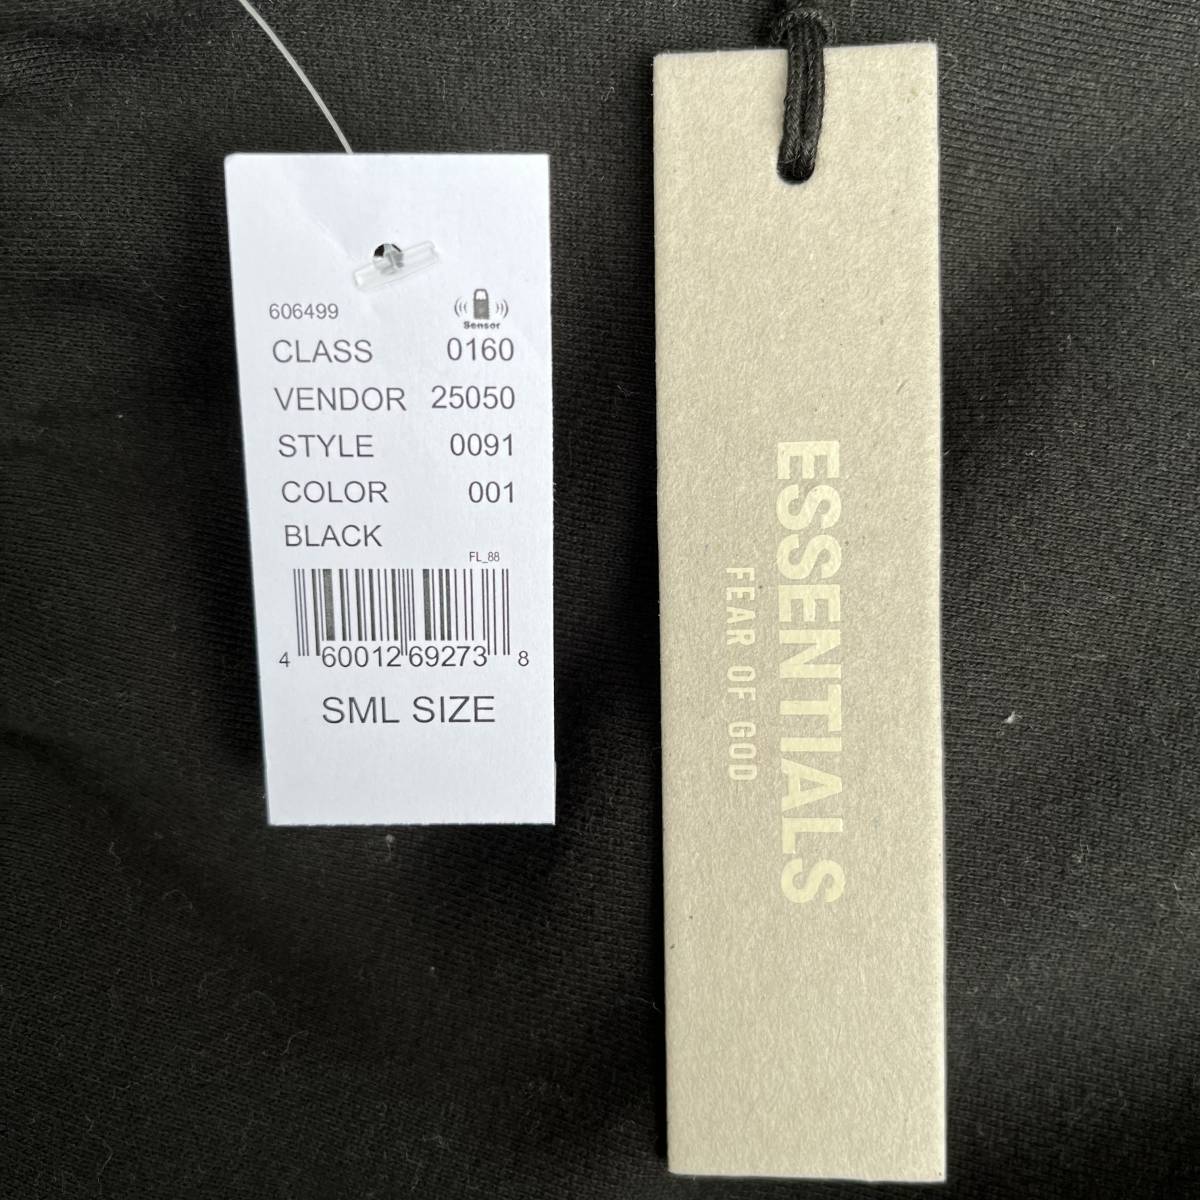 606499
Sensor
CLASS 0160
VENDOR 25050
STYLE 0091
COLOR 001
BLACK
FL_88
4 60012 69273 8
SML SIZE
ESSENTIALS
FEAR OF GOD